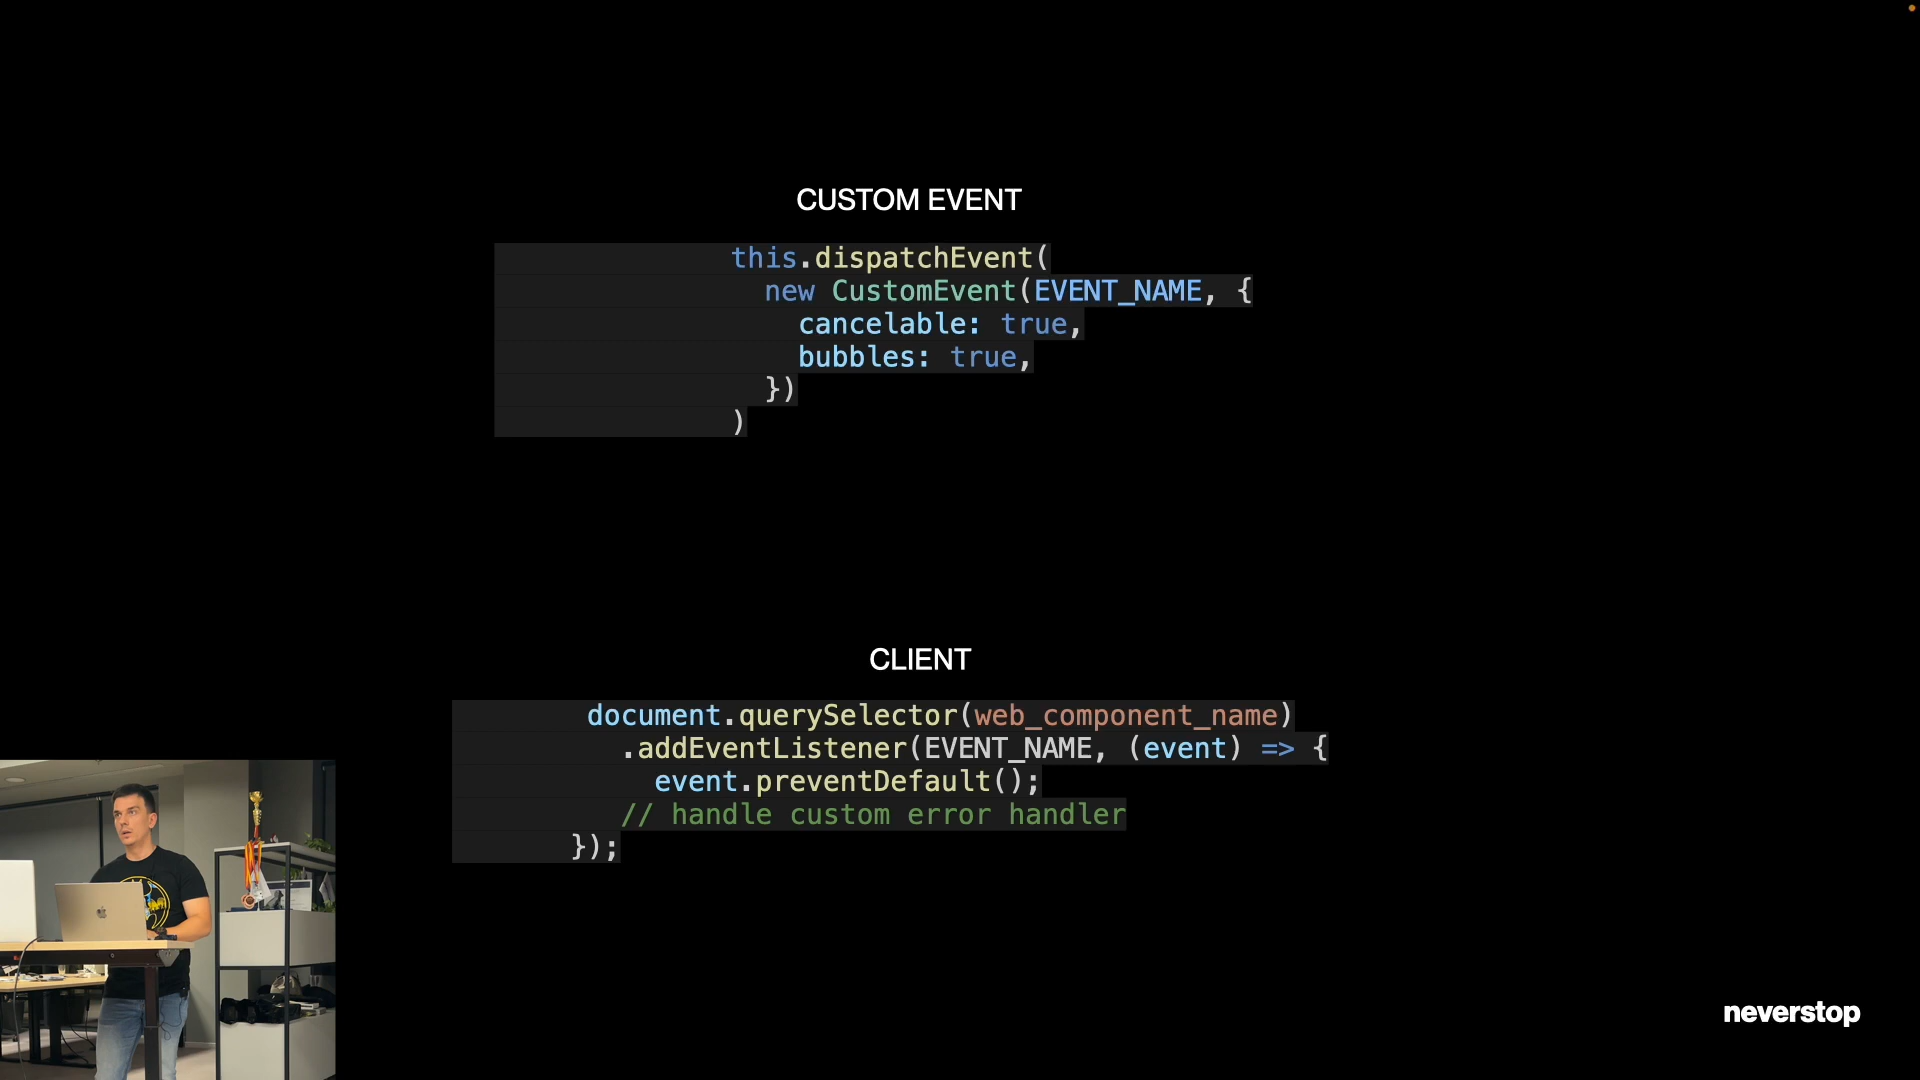 CUSTOM EVENT
this.dispatchEvent(
new CustomEvent(EVENT_NAME, {
cancelable: true,
bubbles: true,
})
)
CLIENT
document.querySelector(web_component_name)
.addEventListener(EVENT_NAME, (event) => {
event.preventDefault();
// handle custom error handler
});
neverstop